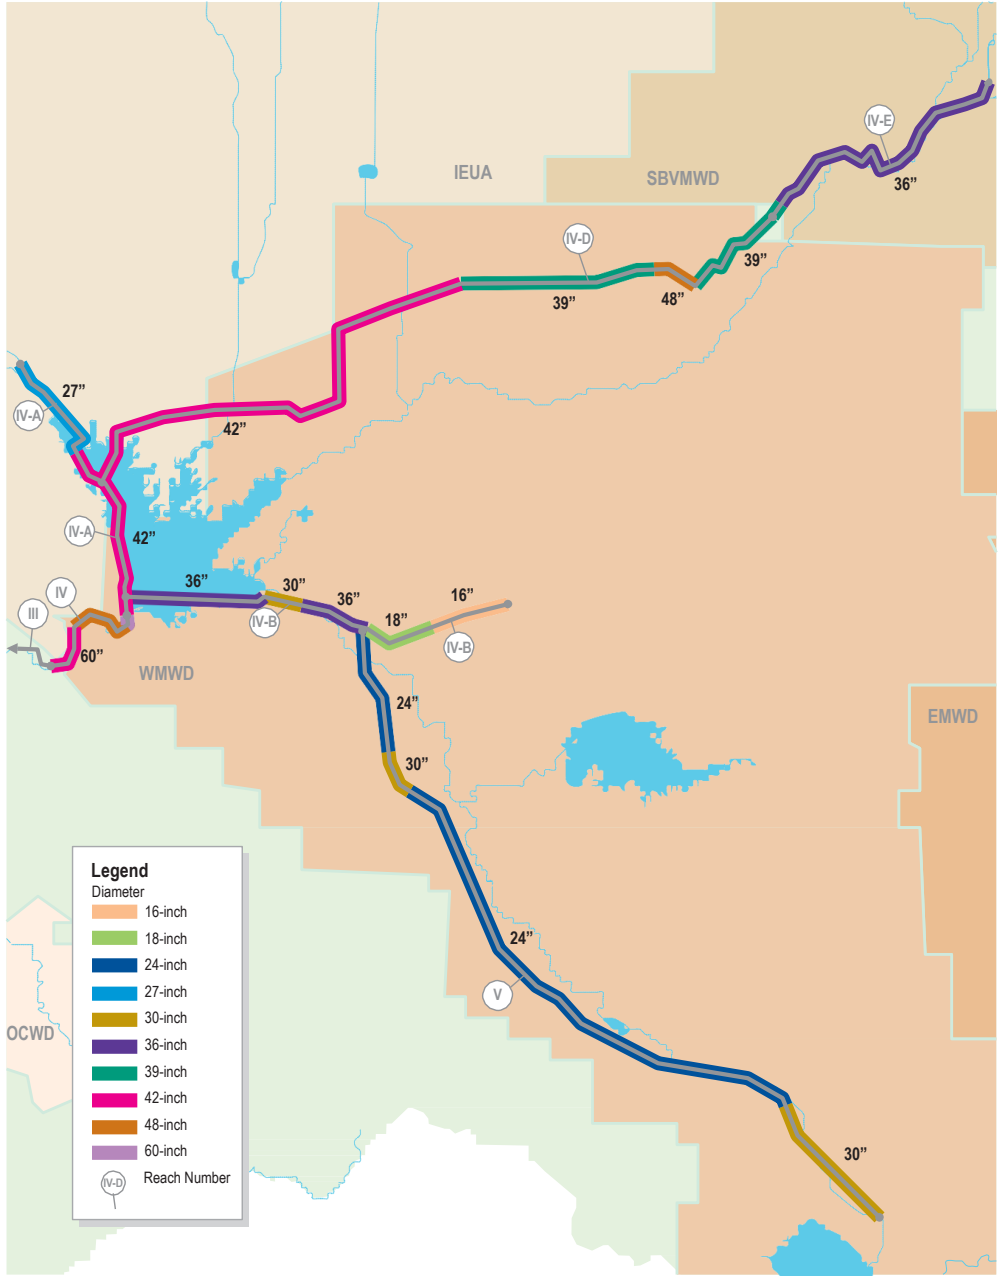 IV-E
IEUA
SBVMWD
36”
IV-D
39”
39”
48”
27”
IV-A
42”
IV-A
42”
36”
30”
IV
36”
16”
III
IV-B
18”
IV-B
60”
WMWD
24”
EMWD
30”
Legend
Diameter
16-inch
18-inch
24-inch
27-inch
30-inch
36-inch
39-inch
42-inch
48-inch
60-inch
IV-D Reach Number
24”
V
OCWD
30”